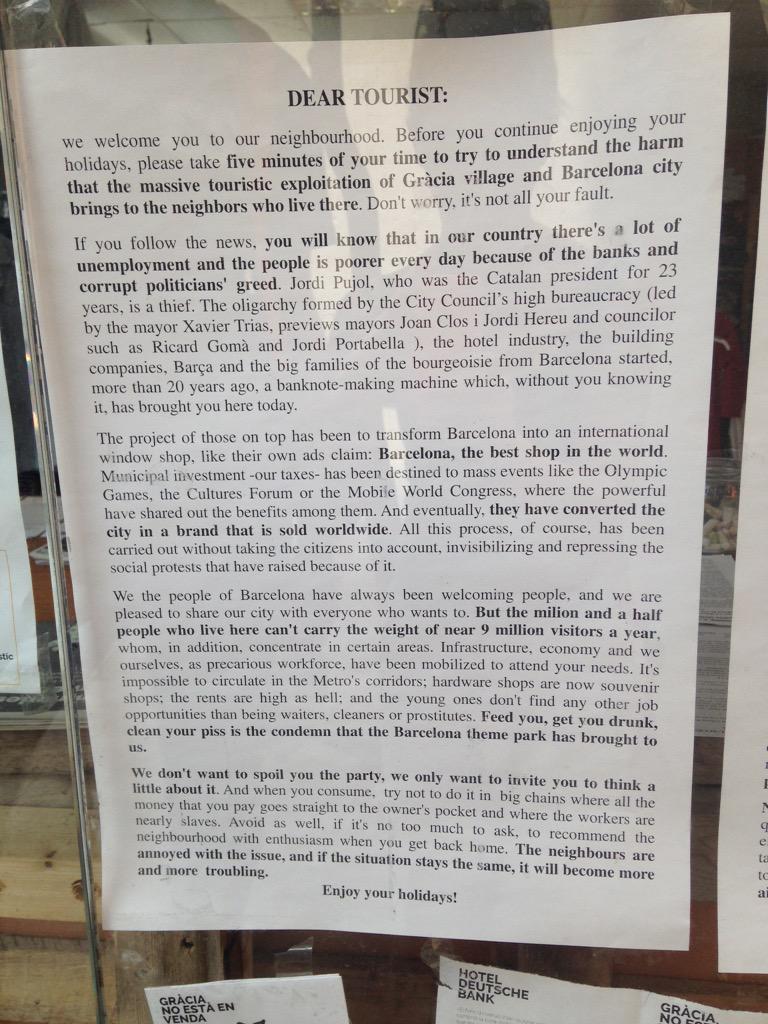 DEAR TOURIST:
we welcome you to our neighbourhood. Before you continue enjoying your
holidays, please take five minutes of your time to try to understand the harm
that the massive touristic exploitation of Gràcia village and Barcelona city
brings to the neighbors who live there. Don't worry, it's not all your fault.
If you follow the news, you will know that in our country there's a lot of
unemployment and the people is poorer every day because of the banks and
corrupt politicians' greed. Jordi Pujol, who was the Catalan president for 23
years, is a thief. The oligarchy formed by the City Council's high bureaucracy (led
by the mayor Xavier Trias, previews mayors Joan Clos i Jordi Hereu and councilor
such as Ricard Gomà and Jordi Portabella ), the hotel industry, the building
companies, Barça and the big families of the bourgeoisie from Barcelona started,
more than 20 years ago, a banknote-making machine which, without you knowing
it, has brought you here today.
The project of those on top has been to transform Barcelona into an international
window shop, like their own ads claim: Barcelona, the best shop in the world.
Municipal investment -our taxes- has been destined to mass events like the Olympic
Games, the Cultures Forum or the Mobile World Congress, where the powerful
have shared out the benefits among them. And eventually, they have converted the
city in a brand that is sold worldwide. All this process, of course, has been
carried out without taking the citizens into account, invisibilizing and repressing the
social protests that have raised because of it.
We the people of Barcelona have always been welcoming people, and we are
pleased to share our city with everyone who wants to. But the milion and a half
people who live here can't carry the weight of near 9 million visitors a year,
whom, in addition, concentrate in certain areas. Infrastructure, economy and we
ourselves, as precarious workforce, have been mobilized to attend your needs. It's
impossible to circulate in the Metro's corridors; hardware shops are now souvenir
shops; the rents are high as hell; and the young ones don't find any other job
opportunities than being waiters, cleaners or prostitutes. Feed you, get you drunk,
clean your piss is the condemn that the Barcelona theme park has brought to
us.
We don't want to spoil you the party, we only want to invite you to think a
little about it. And when you consume, try not to do it in big chains where all the
money that you pay goes straight to the owner's pocket and where the workers are
nearly slaves. Avoid as well, if it's no too much to ask, to recommend the
neighbourhood with enthusiasm when you get back home. The neighbours are
annoyed with the issue, and if the situation stays the same, it will become more
and more troubling.
Enjoy your holidays!
GRÀCIA
NO ESTÀ EN
VENDA
HOTEL
DEUTSCHE
BANK
GRÀCIA
NO ES